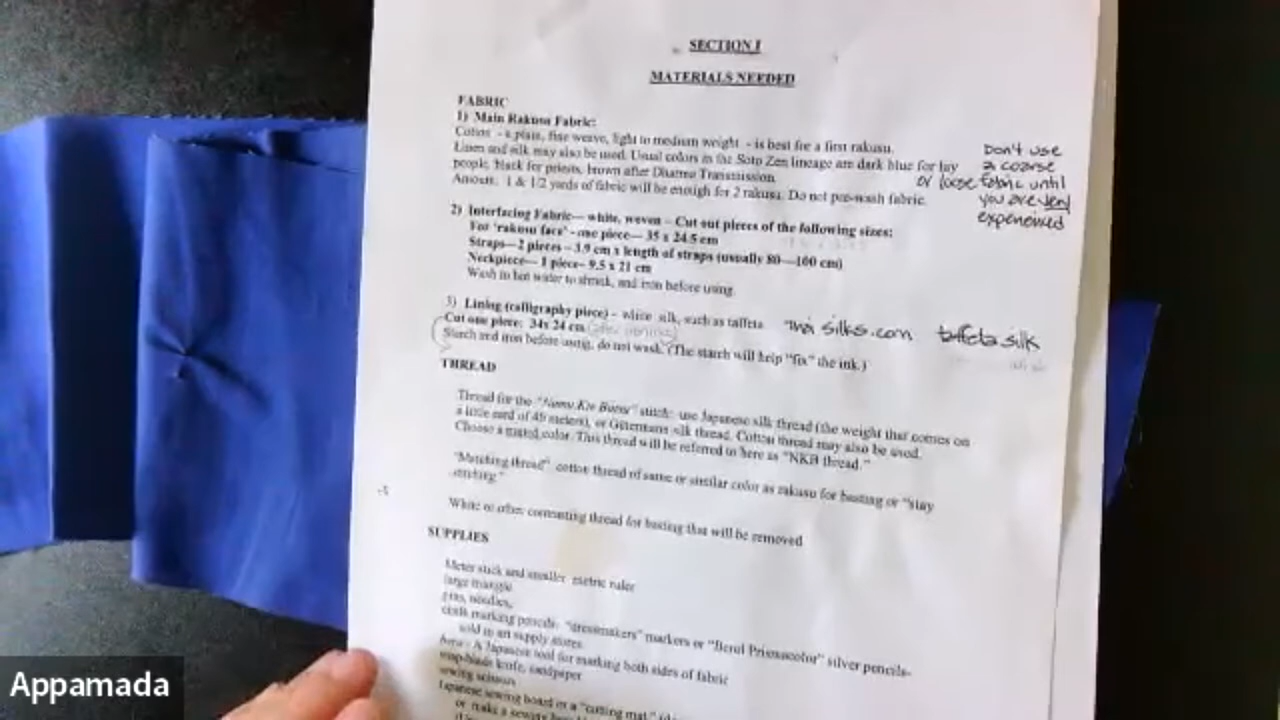 SECTION I
MATERIALS NEEDED
FABRIC
1) Main Rakusu Fabric:
Cotton - a plain, fine weave, light to medium weight - is best for a first rakusu.
Linen and silk may also be used. Usual colors in the Soto Zen lineage are dark blue for lay
people, black for priests, brown after Dharma Transmission.
Amount: 1 & 1/2 yards of fabric will be enough for 2 rakusu. Do not pre-wash fabric.
Don't use
a coarse
or loose fabric until
you are very
experienced
2) Interfacing Fabric— white, woven – Cut out pieces of the following sizes:
For 'rakusu face' - one piece— 35 x 24.5 cm
Straps—2 pieces – 3.9 cm x length of straps (usually 80—100 cm)
Neckpiece— 1 piece– 9.5 x 21 cm
Wash in hot water to shrink, and iron before using.
3) Lining (calligraphy piece) – white silk, such as taffeta
silks.com taffeta silk
Cut one piece: 34x 24 cm
Starch and iron before using, do not wash. (The starch will help "fix" the ink.)
THREAD
Thread for the "Namu Kie Butsu" stitch: use Japanese silk thread (the weight that comes on
a little card of meters), or Gutermann silk thread. Cotton thread may also be used.
Choose a muted color. This thread will be referred to here as "NKB thread."
"Matching thread" cotton thread of same or similar color as rakusu for basting or "stay
stitching"
White or other contrasting thread for basting that will be removed
SUPPLIES
Meter stick and smaller metric ruler
large triangle
pins, needles,
chalk marking pencils: "dressmakers" markers or "Berol Prismacolor" silver pencils-
sold in art supply stores
- A Japanese tool for marking both sides of fabric
snap-blade knife, sandpaper
sewing scissors
Japanese sewing board or a "cutting mat"
or make a sewing
Appamada